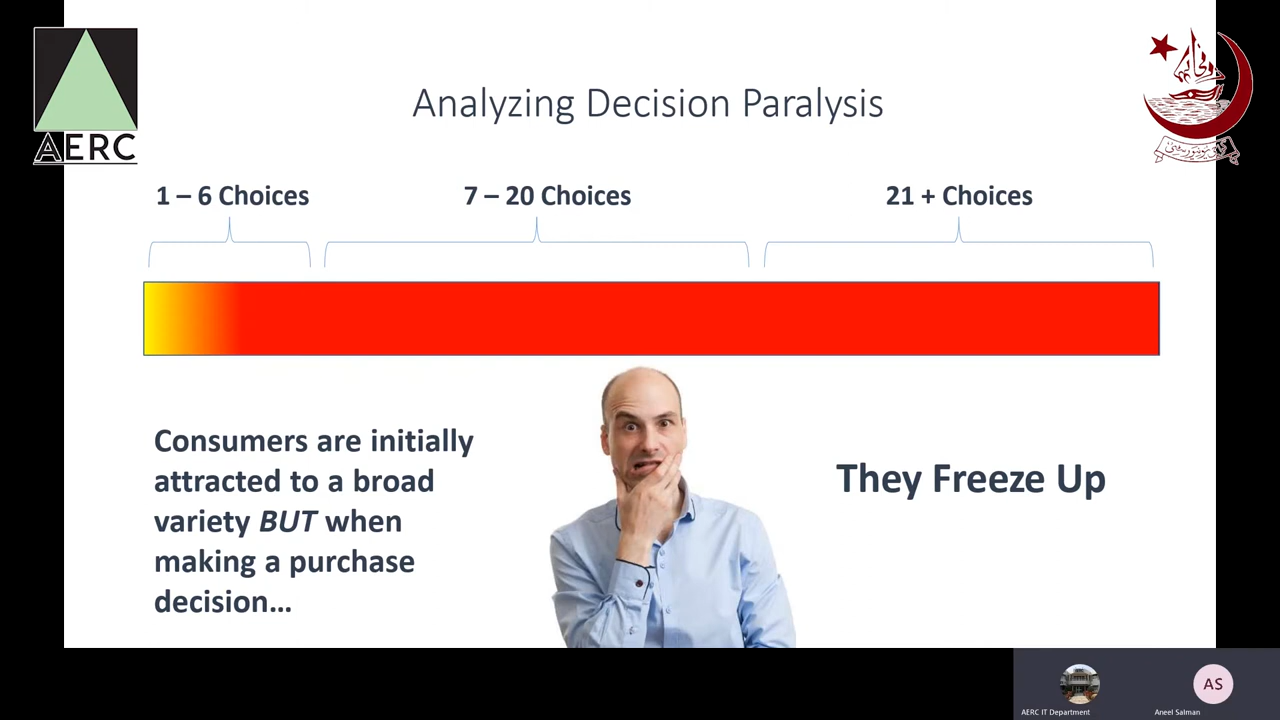 AERC
Analyzing Decision Paralysis
1 – 6 Choices
7 – 20 Choices
21 + Choices
Consumers are initially
attracted to a broad
variety BUT when
making a purchase
decision…
They Freeze Up
AS
AERC IT Department
Aneel Salman